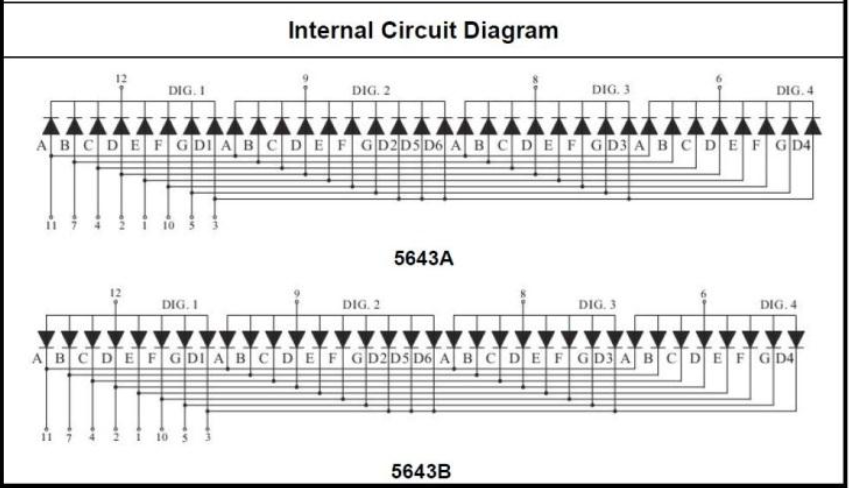 Internal Circuit Diagram
12 DIG. 1 9 DIG. 2 8 DIG. 3 6 DIG. 4
A B C D E F G D1 A B C D E F G D2 D5 D6 A B C D E F G D3 A B C D E F G D4
11 7 4 2 1 10 5 3
5643A
12 DIG. 1 9 DIG. 2 8 DIG. 3 6 DIG. 4
A B C D E F G D1 A B C D E F G D2 D5 D6 A B C D E F G D3 A B C D E F G D4
11 7 4 2 1 10 5 3
5643B